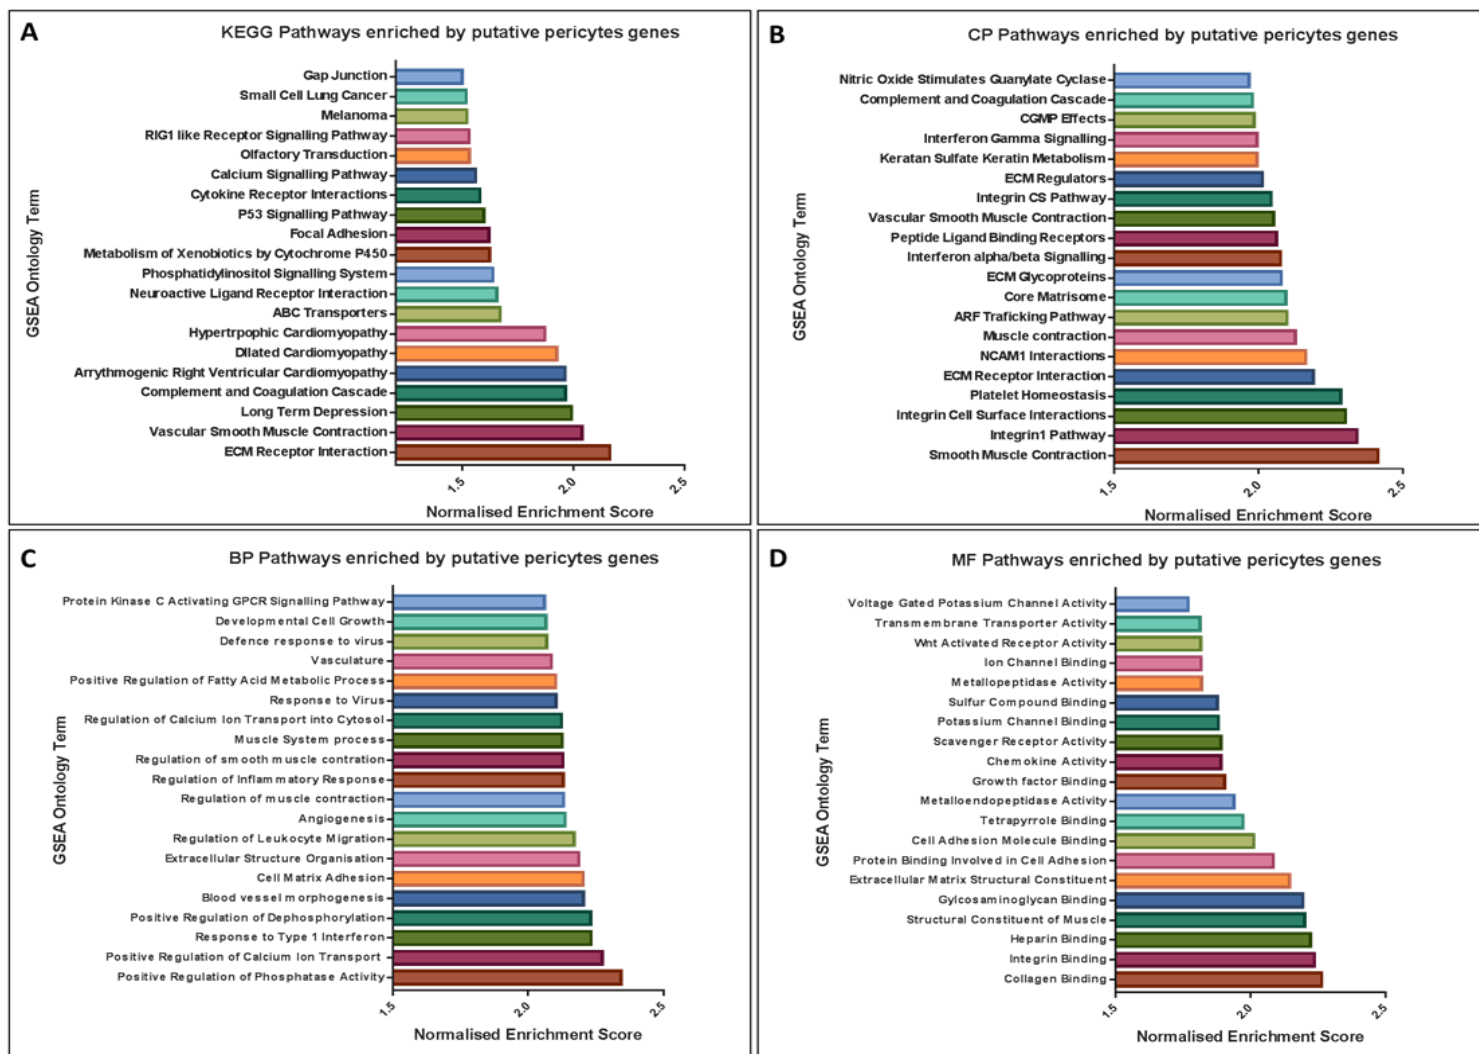 A
KEGG Pathways enriched by putative pericytes genes
GSEA Ontology Term
Gap Junction
Small Cell Lung Cancer
Melanoma
RIG1 like Receptor Signalling Pathway
Olfactory Transduction
Calcium Signalling Pathway
Cytokine Receptor Interactions
P53 Signalling Pathway
Focal Adhesion
Metabolism of Xenobiotics by Cytochrome P450
Phosphatidylinositol Signalling System
Neuroactive Ligand Receptor Interaction
ABC Transporters
Hypertrpophic Cardiomyopathy
Dilated Cardiomyopathy
Arrythmogenic Right Ventricular Cardiomyopathy
Complement and Coagulation Cascade
Long Term Depression
Vascular Smooth Muscle Contraction
ECM Receptor Interaction
1.5 2.0 2.5
Normalised Enrichment Score
B
CP Pathways enriched by putative pericytes genes
GSEA Ontology Term
Nitric Oxide Stimulates Guanylate Cyclase
Complement and Coagulation Cascade
CGMP Effects
Interferon Gamma Signalling
Keratan Sulfate Keratin Metabolism
ECM Regulators
Integrin CS Pathway
Vascular Smooth Muscle Contraction
Peptide Ligand Binding Receptors
Interferon alpha/beta Signalling
ECM Glycoproteins
Core Matrisome
ARF Traficking Pathway
Muscle contraction
NCAM1 Interactions
ECM Receptor Interaction
Platelet Homeostasis
Integrin Cell Surface Interactions
Integrin1 Pathway
Smooth Muscle Contraction
1.5 2.0 2.5
Normalised Enrichment Score
C
BP Pathways enriched by putative pericytes genes
GSEA Ontology Term
Protein Kinase C Activating GPCR Signalling Pathway
Developmental Cell Growth
Defence response to virus
Vasculature
Positive Regulation of Fatty Acid Metabolic Process
Response to Virus
Regulation of Calcium Ion Transport into Cytosol
Muscle System process
Regulation of smooth muscle contration
Regulation of Inflammatory Response
Regulation of muscle contraction
Angiogenesis
Regulation of Leukocyte Migration
Extracellular Structure Organisation
Cell Matrix Adhesion
Blood vessel morphogenesis
Positive Regulation of Dephosphorylation
Response to Type 1 Interferon
Positive Regulation of Calcium Ion Transport
Positive Regulation of Phosphatase Activity
1.5 2.0 2.5
Normalised Enrichment Score
D
MF Pathways enriched by putative pericytes genes
GSEA Ontology Term
Voltage Gated Potassium Channel Activity
Transmembrane Transporter Activity
Wnt Activated Receptor Activity
Ion Channel Binding
Metallopeptidase Activity
Sulfur Compound Binding
Potassium Channel Binding
Scavenger Receptor Activity
Chemokine Activity
Growth factor Binding
Metalloendopeptidase Activity
Tetrapyrrole Binding
Cell Adhesion Molecule Binding
Protein Binding Involved in Cell Adhesion
Extracellular Matrix Structural Constituent
Gylcosaminoglycan Binding
Structural Constituent of Muscle
Heparin Binding
Integrin Binding
Collagen Binding
1.5 2.0 2.5
Normalised Enrichment Score